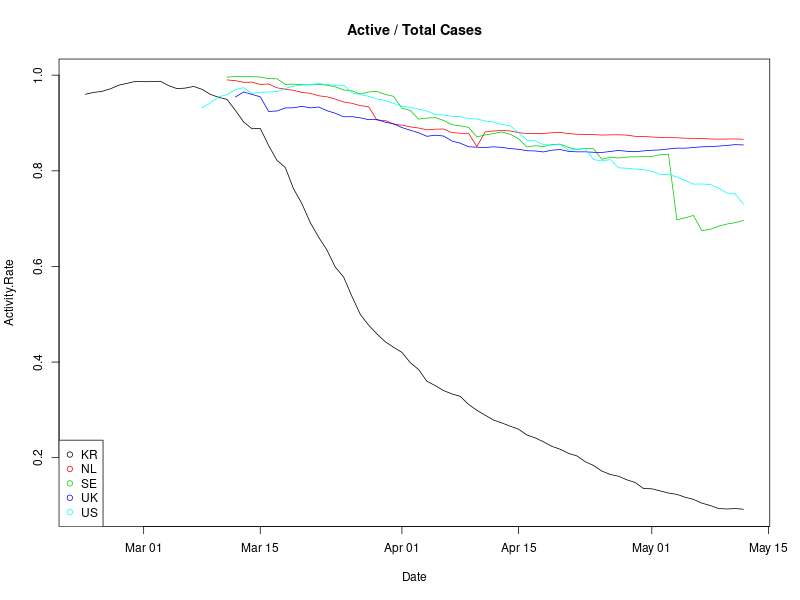 Active / Total Cases
Activity.Rate
1.0
0.8
0.6
0.4
0.2
KR
NL
SE
UK
US
Mar 01 Mar 15 Apr 01 Apr 15 May 01 May 15
Date